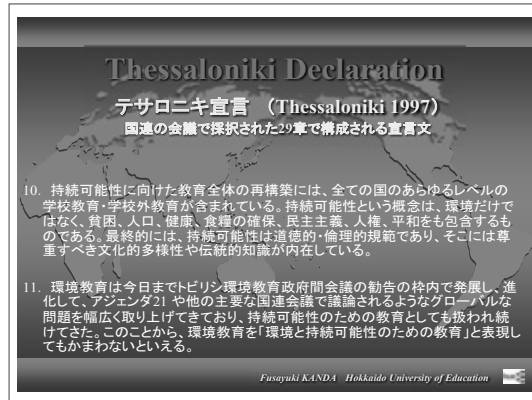 Thessaloniki Declaration
テサロニキ宣言　（Thessaloniki 1997）
国連の会議で採択された29章で構成される宣言文
10. 持続可能性に向けた教育全体の再構築には、全ての国のあらゆるレベルの
学校教育・学校外教育が含まれている。持続可能性という概念は、環境だけで
はなく、貧困、人口、健康、食糧の確保、民主主義、人権、平和をも包含するも
のである。最終的には、持続可能性は道徳的・倫理的規範であり、そこには尊
重すべき文化的多様性や伝統的知識が内在している。
11. 環境教育は今日までトビリシ環境教育政府間会議の勧告の枠内で発展し、進
化して、アジェンダ21 や他の主要な国連会議で議論されるようなグローバルな
問題を幅広く取り上げてきており、持続可能性のための教育としても扱われ続
けてさた。このことから、環境教育を「環境と持続可能性のための教育」と表現し
てもかまわないといえる。
Fusayuki KANDA Hokkaido University of Education